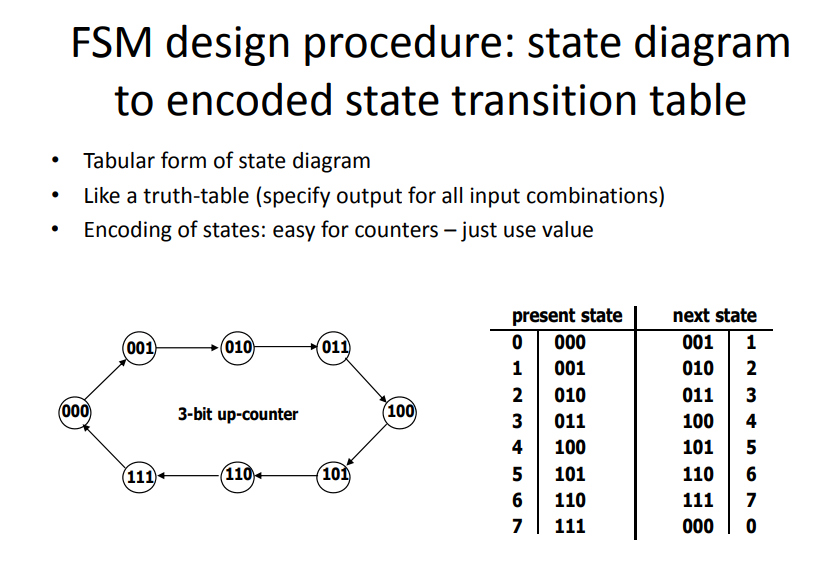 FSM design procedure: state diagram
to encoded state transition table
• Tabular form of state diagram
• Like a truth-table (specify output for all input combinations)
• Encoding of states: easy for counters – just use value
001 010 011
000 3-bit up-counter 100
111 110 101
present state next state
0 000 001 1
1 001 010 2
2 010 011 3
3 011 100 4
4 100 101 5
5 101 110 6
6 110 111 7
7 111 000 0